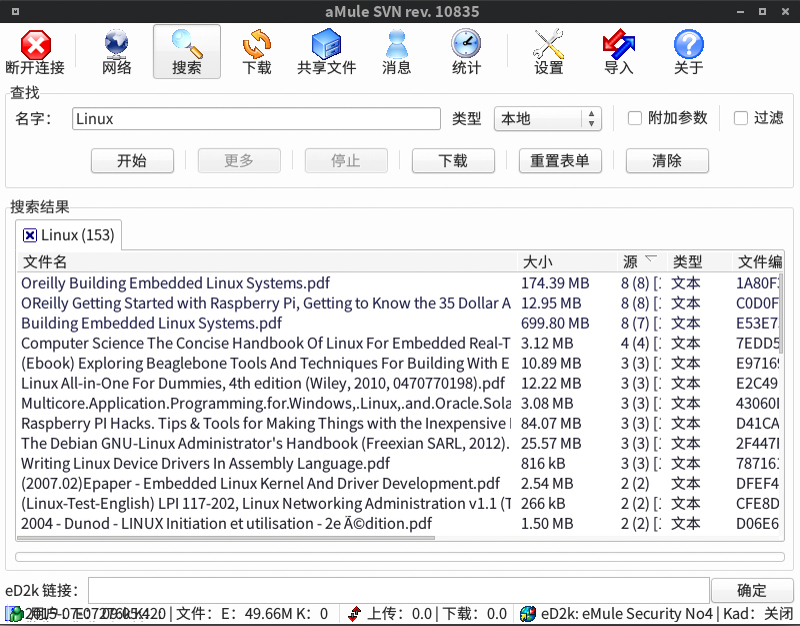 aMule SVN rev. 10835
断开连接 网络 搜索 下载 共享文件 消息 统计 设置 导入 关于
查找
名字： Linux 类型 本地 附加参数 过滤
开始 更多 停止 下载 重置表单 清除
搜索结果
Linux (153)
文件名 大小 源 类型 文件编
Oreilly Building Embedded Linux Systems.pdf 174.39 MB 8 (8) [: 文本 1A80F
OReilly Getting Started with Raspberry Pi, Getting to Know the 35 Dollar A 12.95 MB 8 (8) [: 文本 C0D0F
Building Embedded Linux Systems.pdf 699.80 MB 8 (7) [: 文本 E53E7
Computer Science The Concise Handbook Of Linux For Embedded Real-T 3.12 MB 4 (4) [: 文本 7EDD5
(Ebook) Exploring Beaglebone Tools And Techniques For Building With E 10.89 MB 3 (3) [: 文本 E9716
Linux All-in-One For Dummies, 4th edition (Wiley, 2010, 0470770198).pdf 12.22 MB 3 (3) [: 文本 E2C49
Multicore.Application.Programming.for.Windows,.Linux,.and.Oracle.Sola 3.08 MB 3 (3) [: 文本 43060
Raspberry PI Hacks. Tips & Tools for Making Things with the Inexpensive 84.07 MB 3 (3) [: 文本 D41CA
The Debian GNU-Linux Administrator's Handbook (Freexian SARL, 2012). 25.57 MB 3 (3) [: 文本 2F447
Writing Linux Device Drivers In Assembly Language.pdf 816 kB 3 (3) [: 文本 78716
(2007.02)Epaper - Embedded Linux Kernel And Driver Development.pdf 2.54 MB 2 (2) 文本 DFEF4
(Linux-Test-English) LPI 117-202, Linux Networking Administration v1.1 (T 266 kB 2 (2) [: 文本 CFE8D
2004 - Dunod - LINUX Initiation et utilisation - 2e Ã©dition.pdf 1.50 MB 2 (2) [: 文本 D06E6
eD2k 链接： 确定
| 文件： E： 49.66M K： 0 上传： 0.0 | 下载： 0.0 eD2k: eMule Security No4 | Kad： 关闭